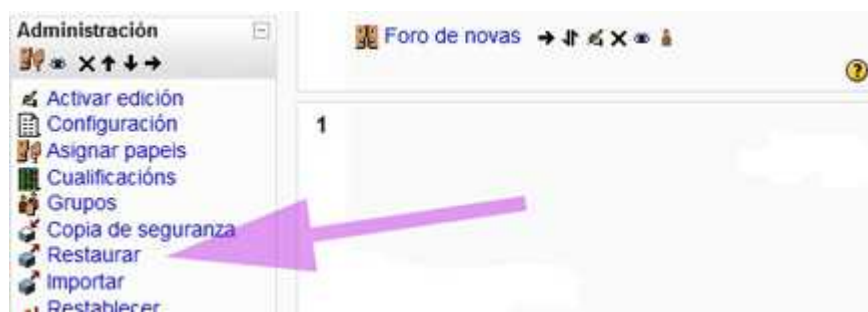 Administración
Foro de novas
Activar edición
Configuración
1
Asignar papeis
Cualificacións
Grupos
Copia de seguranza
Restaurar
Importar
Restablecer